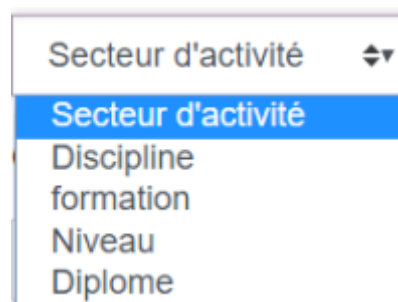 Secteur d'activité
Secteur d'activité
Discipline
formation
Niveau
Diplome